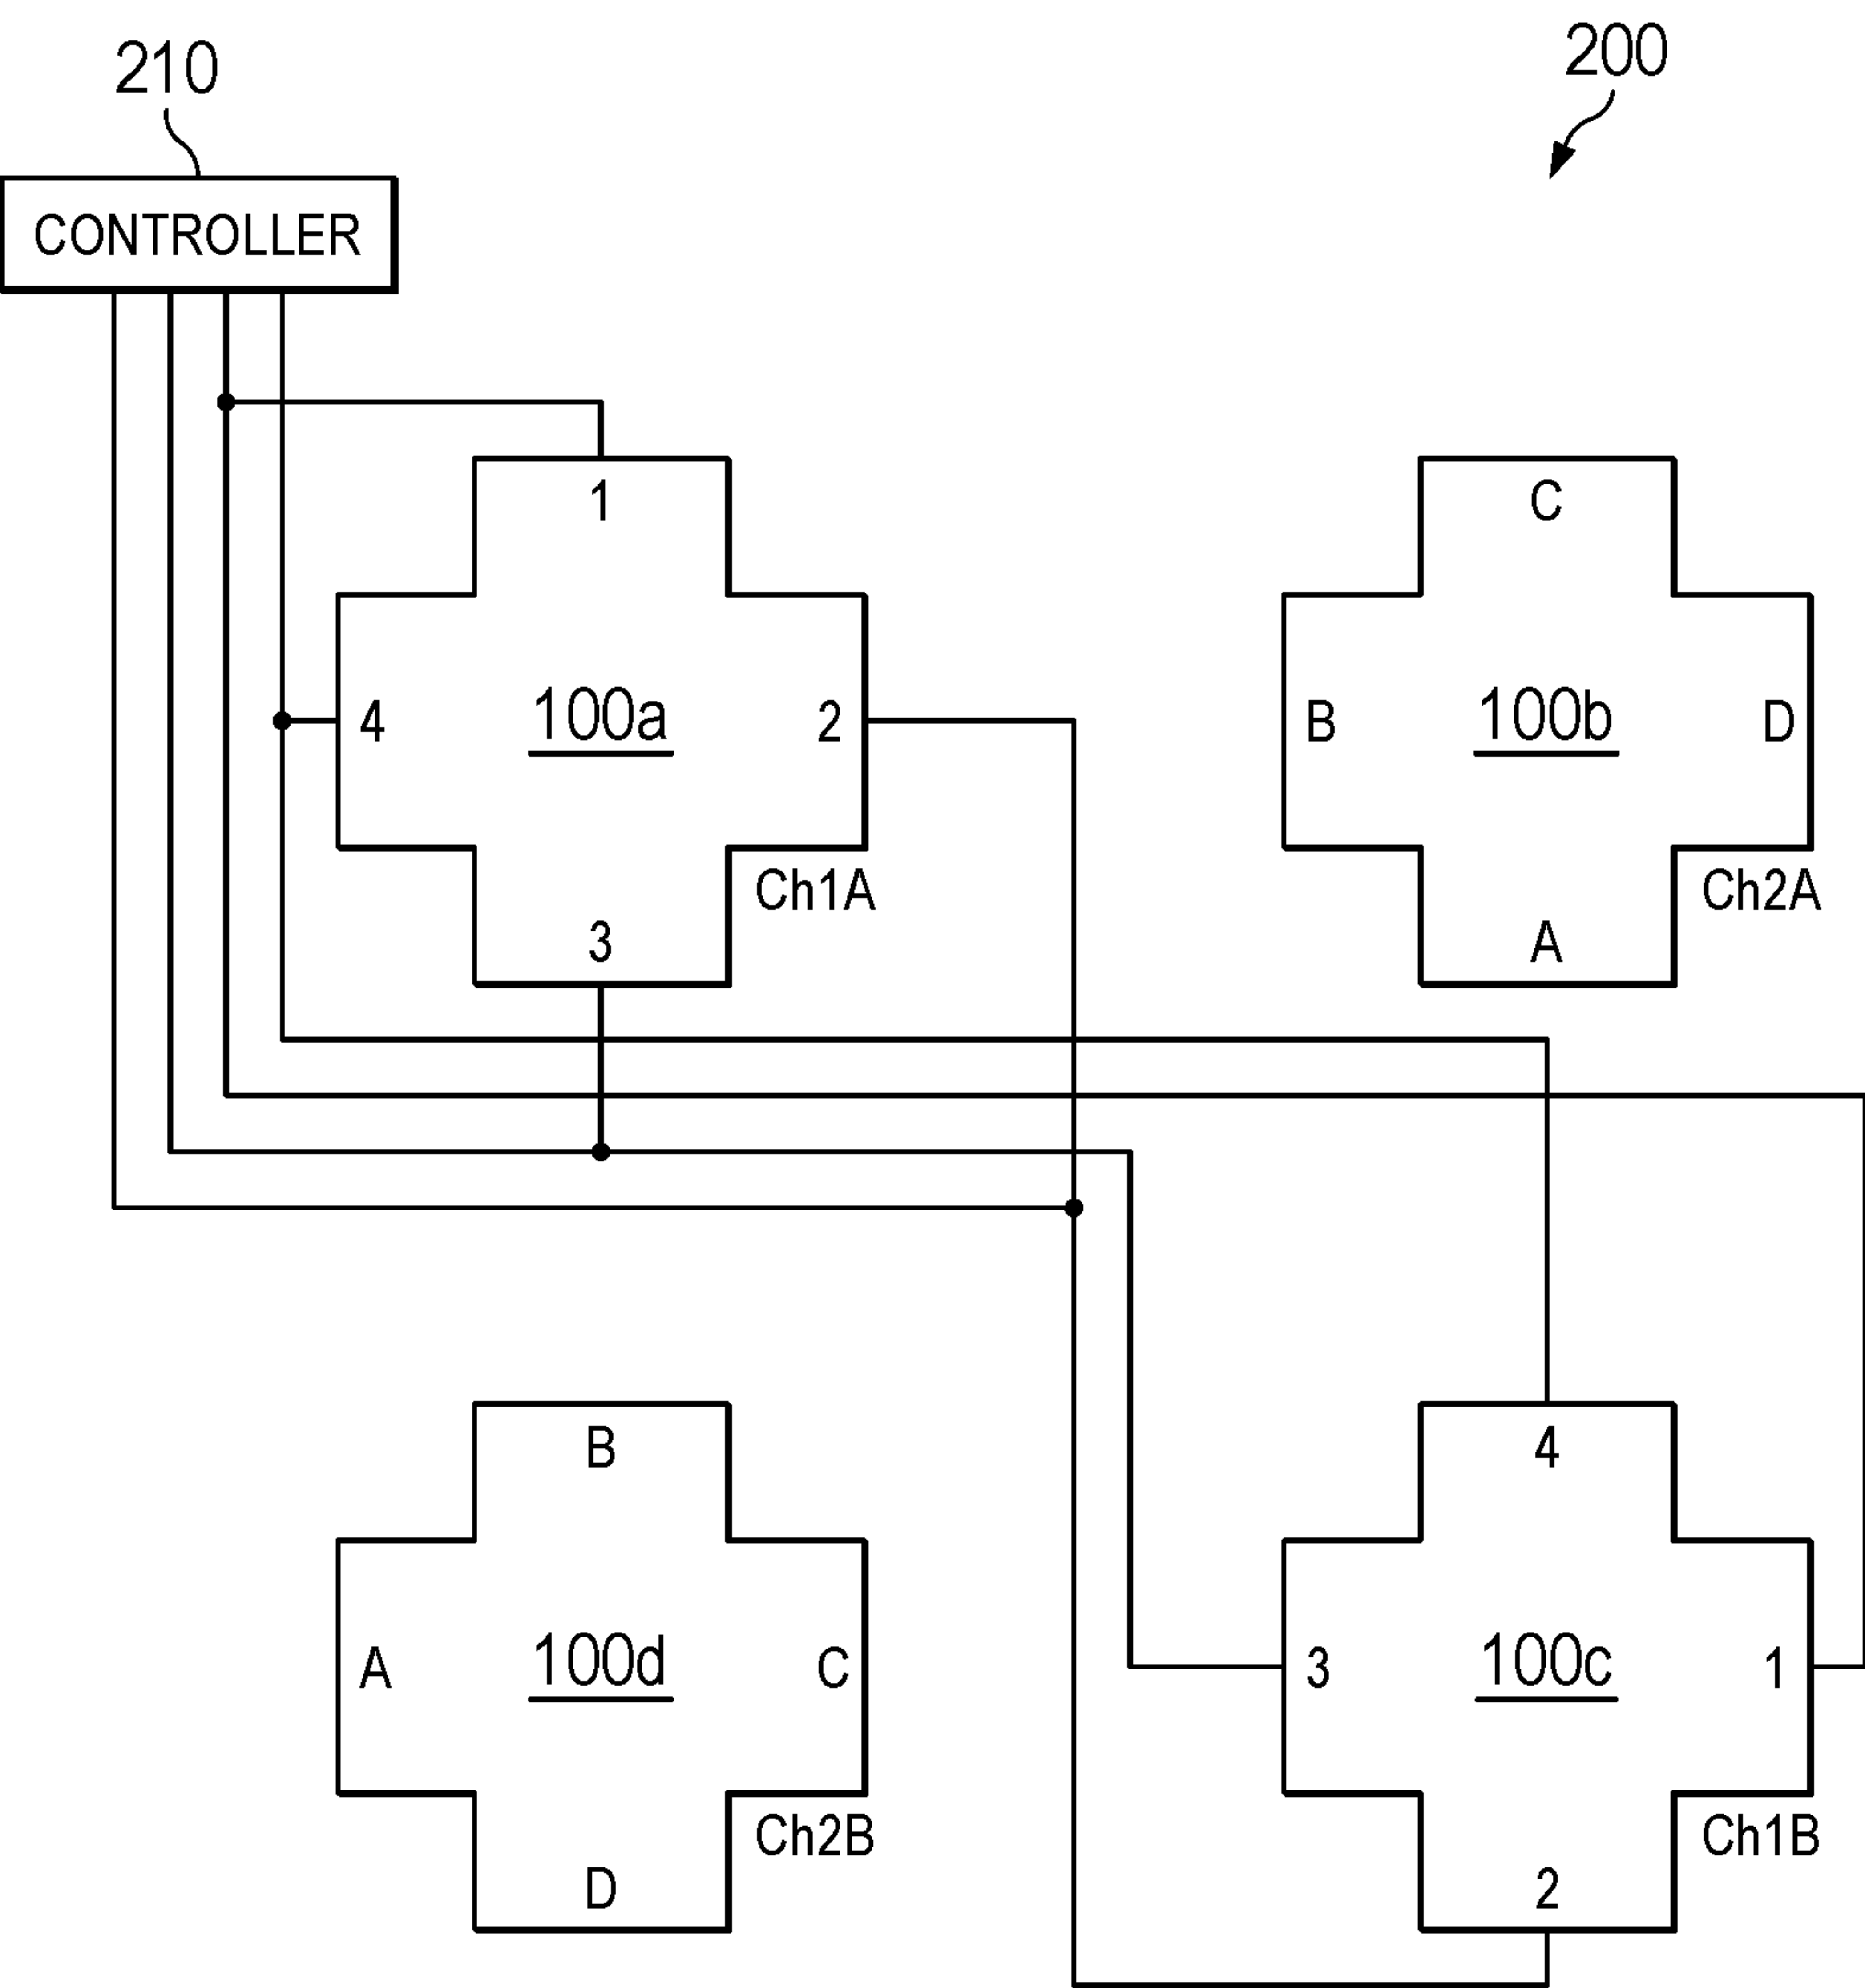 210
200
CONTROLLER
1
C
4 100a 2
B 100b D
Ch1A
Ch2A
3
A
B
4
A 100d C
3 100c 1
Ch2B
Ch1B
D
2